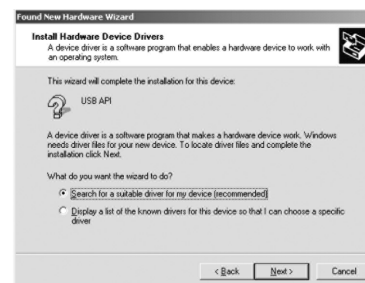 Found New Hardware Wizard
Install Hardware Device Drivers
A device driver is a software program that enables a hardware device to work with
an operating system.
This wizard will complete the installation for this device:
USB API
A device driver is a software program that makes a hardware device work. Windows
needs driver files for your new device. To locate driver files and complete the
installation click Next.
What do you want the wizard to do?
Search for a suitable driver for my device (recommended)
Display a list of the known drivers for this device so that I can choose a specific
driver
< Back Next > Cancel